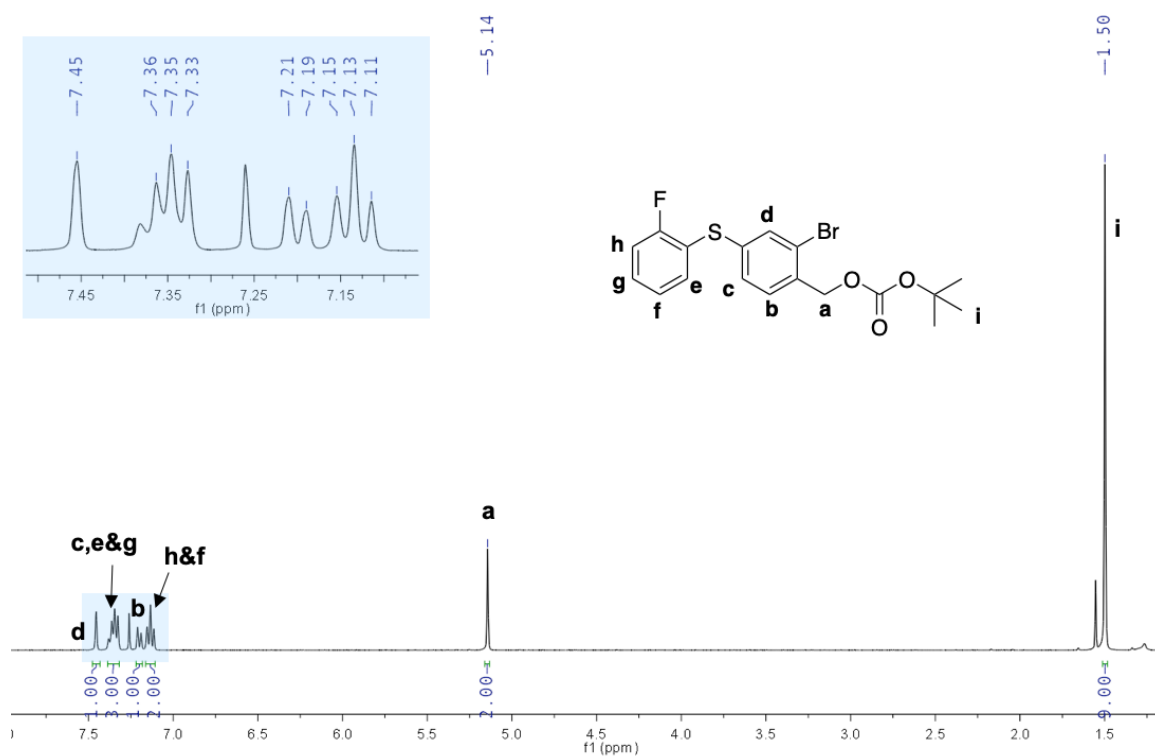 5.14
1.50
7.45
7.36
7.35
7.33
7.21
7.19
7.15
7.13
7.11
7.45 7.35 7.25 7.15
f1 (ppm)
F
S
d
Br
h
g
f
e
c
b
a
O
O
O
i
i
a
c,e&g
h&f
b
d
1.00
3.00
1.00
2.00
2.00
9.00
0 7.5 7.0 6.5 6.0 5.5 5.0 4.5 4.0 3.5 3.0 2.5 2.0 1.5
f1 (ppm)